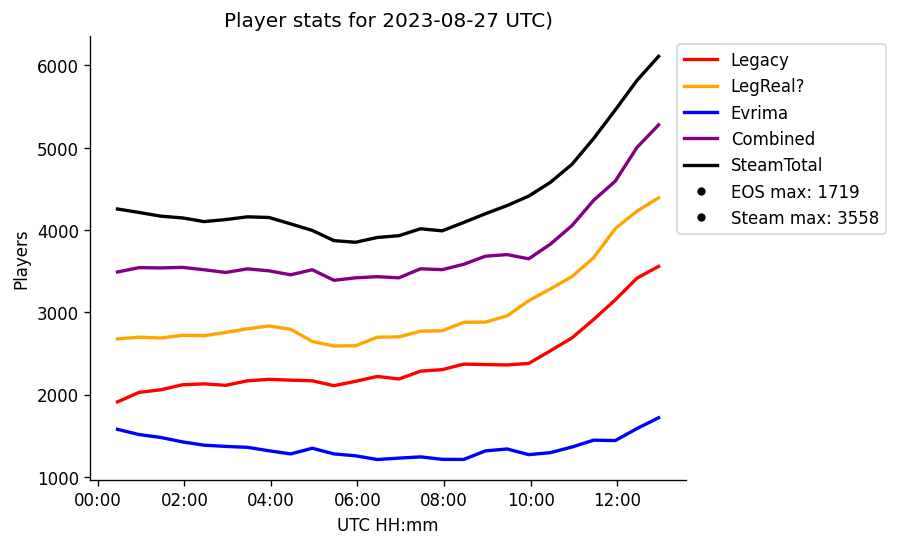 Player stats for 2023-08-27 UTC)
Players
6000
5000
4000
3000
2000
1000
00:00 02:00 04:00 06:00 08:00 10:00 12:00
UTC HH:mm
Legacy
LegReal?
Evrima
Combined
SteamTotal
EOS max: 1719
Steam max: 3558